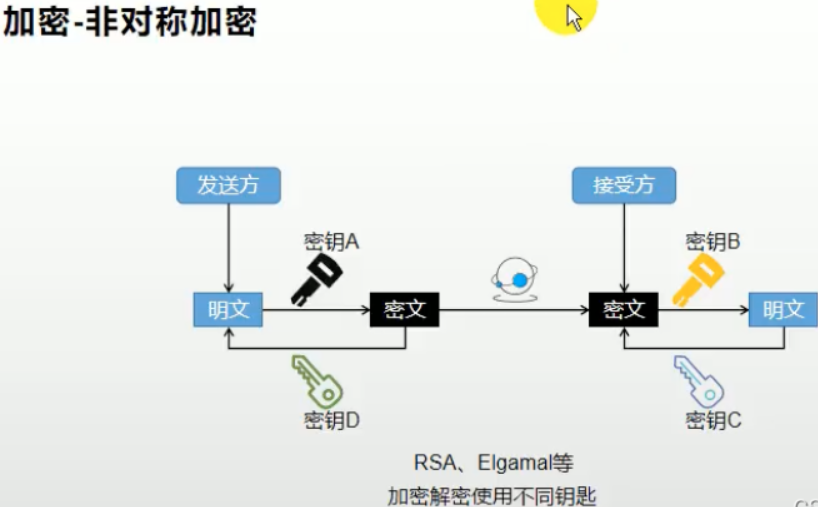 加密-非对称加密
发送方
接受方
密钥A
密钥B
明文
密文
密文
明文
密钥D
密钥C
RSA、Elgamal等
加密解密使用不同钥匙